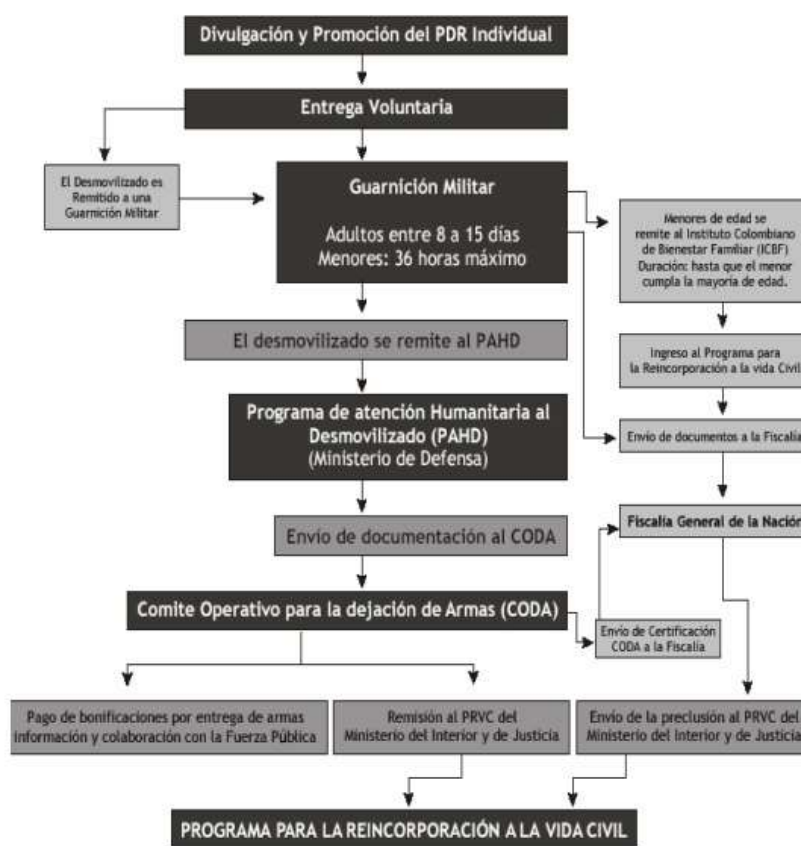 Divulgación y Promoción del PDR Individual
Entrega Voluntaria
El Desmovilizado es
Remitido a una
Guarnición Militar
Guarnición Militar
Adultos entre 8 a 15 días
Menores: 36 horas máximo
Menores de edad se
remite al Instituto Colombiano
de Bienestar Familiar (ICBF)
Duración: hasta que el menor
cumpla la mayoría de edad.
El desmovilizado se remite al PAHD
Ingreso al Programa para
la Reincorporación a la vida Civil
Programa de atención Humanitaria al
Desmovilizado (PAHD)
(Ministerio de Defensa)
Envío de documentos a la Fiscalía
Envío de documentación al CODA
Fiscalía General de la Nación
Comite Operativo para la dejación de Armas (CODA)
Envío de Certificación
CODA a la Fiscalía
Pago de bonificaciones por entrega de armas
información y colaboración con la Fuerza Pública
Remisión al PRVC del
Ministerio del Interior y de Justicia
Envío de la preclusión al PRVC del
Ministerio del Interior y de Justicia
PROGRAMA PARA LA REINCORPORACIÓN A LA VIDA CIVIL